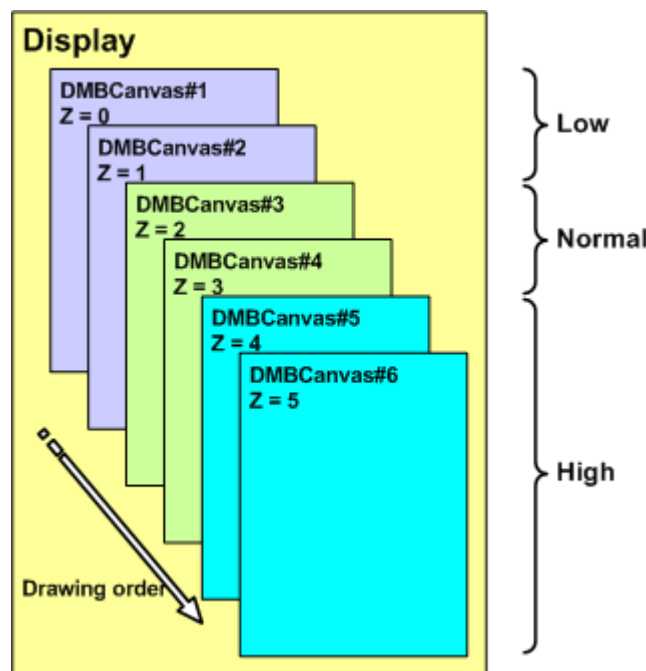 Display
DMBCanvas#1
Z = 0
DMBCanvas#2
Z = 1
DMBCanvas#3
Z = 2
DMBCanvas#4
Z = 3
DMBCanvas#5
Z = 4
DMBCanvas#6
Z = 5
Low
Normal
High
Drawing order